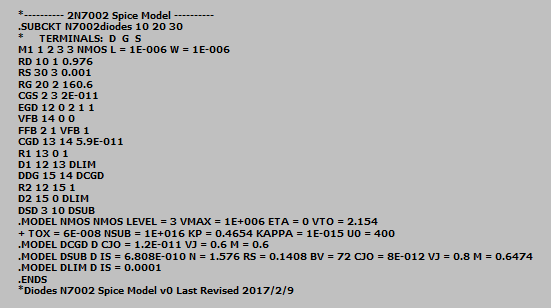 *---------- 2N7002 Spice Model ----------
.SUBCKT N7002diodes 10 20 30
* TERMINALS: D G S
M1 1 2 3 3 NMOS L = 1E-006 W = 1E-006
RD 10 1 0.976
RS 30 3 0.001
RG 20 2 160.6
CGS 2 3 2E-011
EGD 12 0 2 1 1
VFB 14 0 0
FFB 2 1 VFB 1
CGD 13 14 5.9E-011
R1 13 0 1
D1 12 13 DLIM
DDG 15 14 DCGD
R2 12 15 1
D2 15 0 DLIM
DSD 3 10 DSUB
.MODEL NMOS NMOS LEVEL = 3 VMAX = 1E+006 ETA = 0 VTO = 2.154
+ TOX = 6E-008 NSUB = 1E+016 KP = 0.4654 KAPPA = 1E-015 U0 = 400
.MODEL DCGD D CJO = 1.2E-011 VJ = 0.6 M = 0.6
.MODEL DSUB D IS = 6.808E-010 N = 1.576 RS = 0.1408 BV = 72 CJO = 8E-012 VJ = 0.8 M = 0.6474
.MODEL DLIM D IS = 0.0001
.ENDS
*Diodes N7002 Spice Model v0 Last Revised 2017/2/9